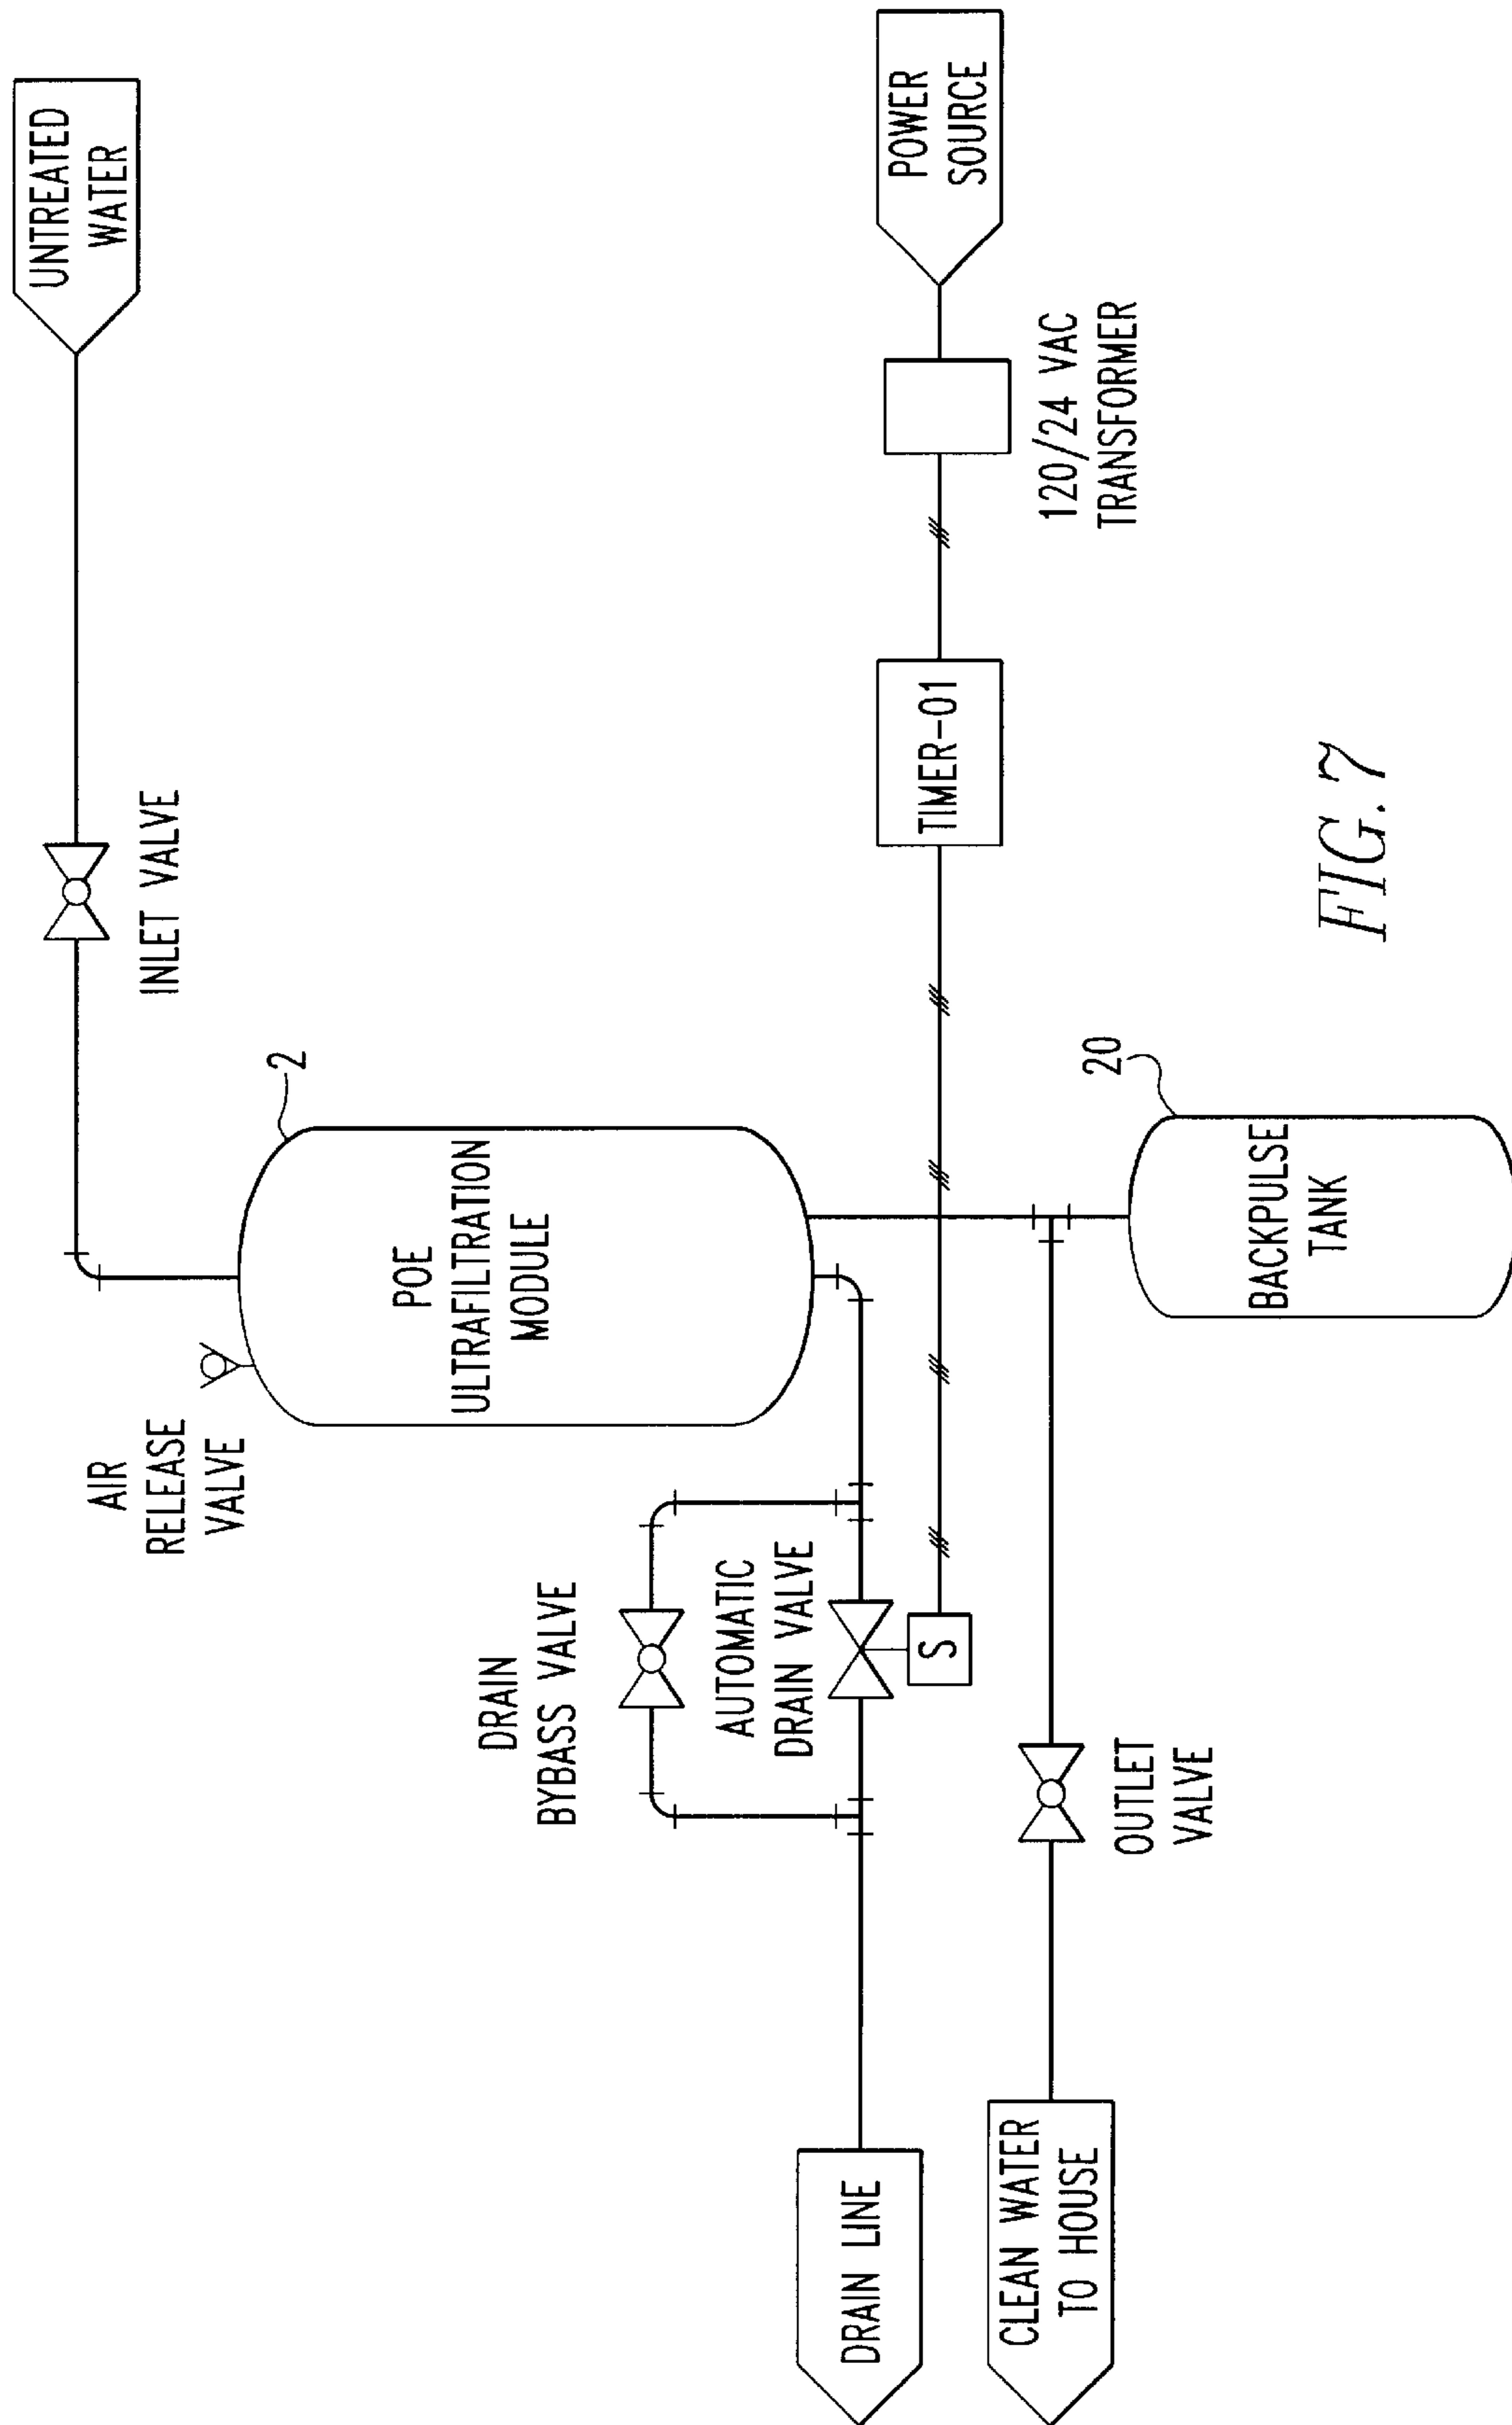 UNTREATED
WATER
INLET VALVE
AIR
RELEASE
VALVE
2
POE
ULTRAFILTRATION
MODULE
DRAIN
BYBASS VALVE
AUTOMATIC
DRAIN VALVE
S
DRAIN LINE
TIMER-01
120/24 VAC
TRANSFORMER
POWER
SOURCE
CLEAN WATER
TO HOUSE
OUTLET
VALVE
20
BACKPULSE
TANK
FIG. 7